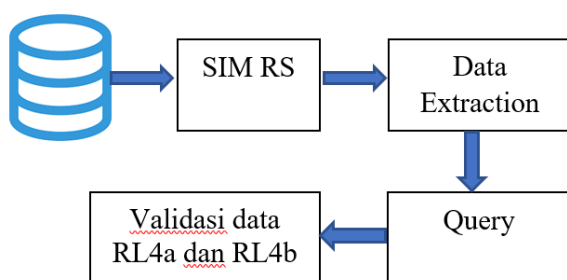 SIM RS
Data
Extraction
Query
Validasi data
RL4a dan RL4b